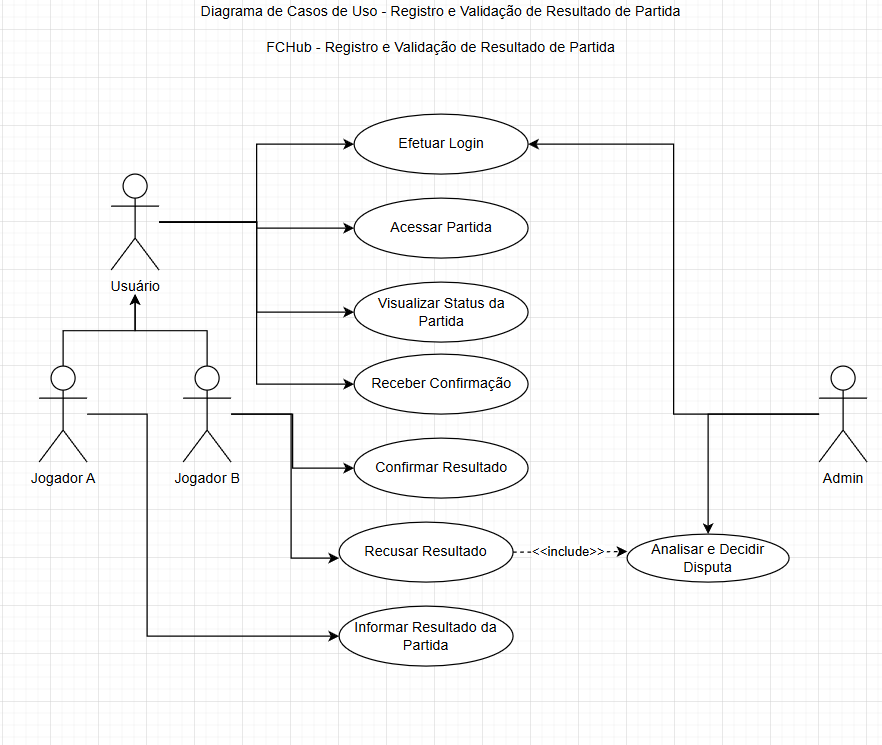 Diagrama de Casos de Uso - Registro e Validação de Resultado de Partida
FCHub - Registro e Validação de Resultado de Partida
Efetuar Login
Acessar Partida
Usuário
Visualizar Status da
Partida
Receber Confirmação
Confirmar Resultado
Jogador A
Jogador B
Admin
Recusar Resultado
<<include>>
Analisar e Decidir
Disputa
Informar Resultado da
Partida